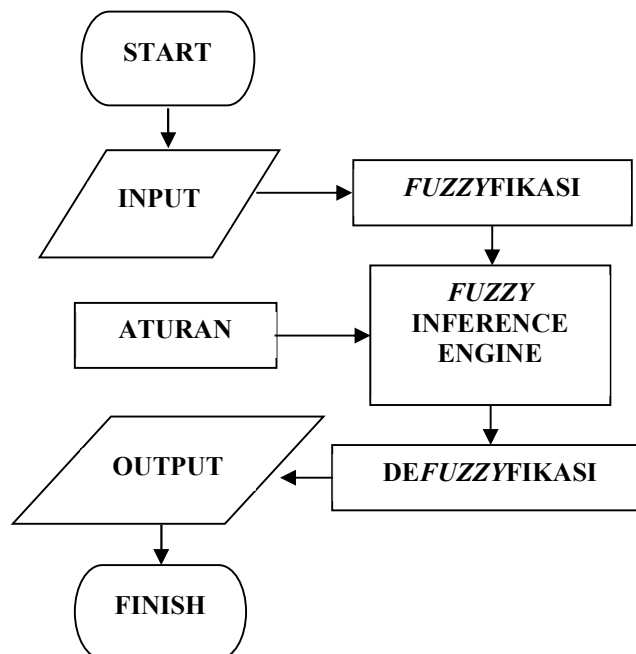 START
INPUT
FUZZYFIKASI
ATURAN
FUZZY
INFERENCE
ENGINE
OUTPUT
DEFUZZYFIKASI
FINISH